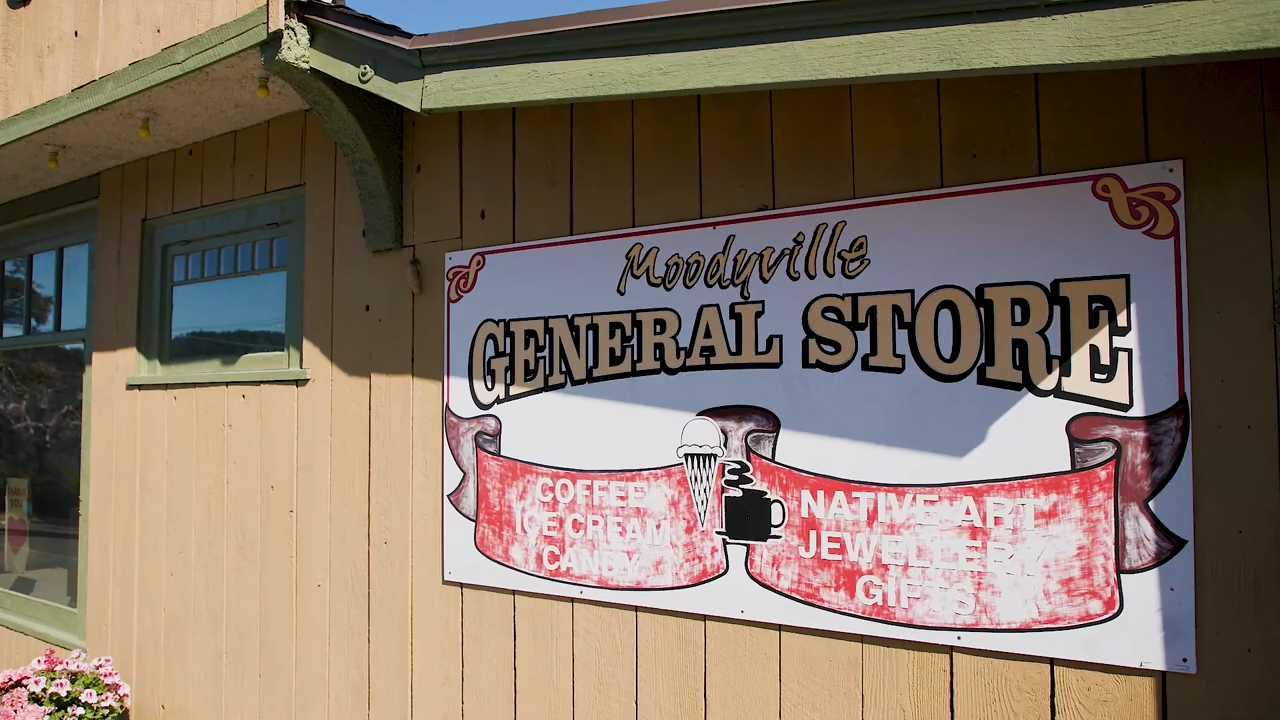 Moodyville
GENERAL STORE
COFFEE
ICE CREAM
CANDY
NATIVE ART
JEWELLERY
GIFTS